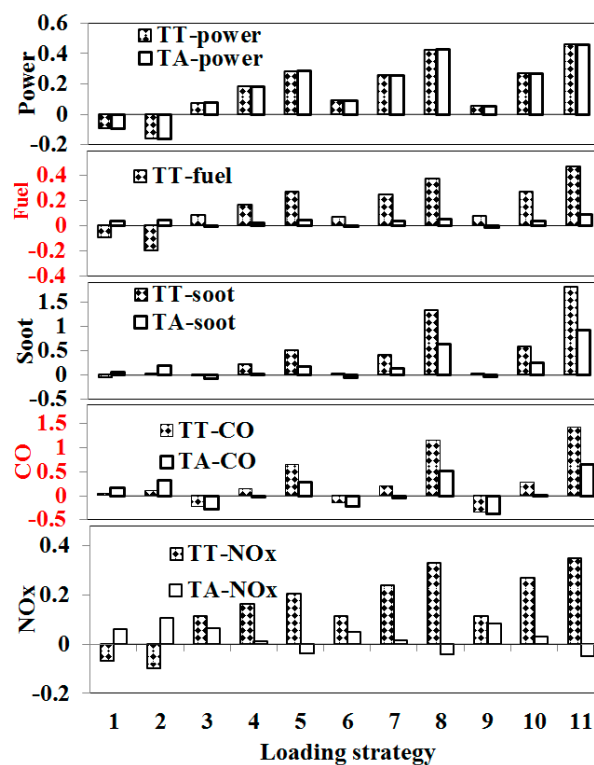 0.6
TT-power
TA-power
0.4
0.2
0
-0.2
Power
0.4
TT-fuel
0.2
0
-0.2
-0.4
Fuel
TT-soot
1.5
TA-soot
0.5
0
-0.5
Soot
1.5
TT-CO
0.5
TA-CO
0
-0.5
CO
TT-NOx
0.4
TA-NOx
0.2
0
-0.2
NOx
1 2 3 4 5 6 7 8 9 10 11
Loading strategy